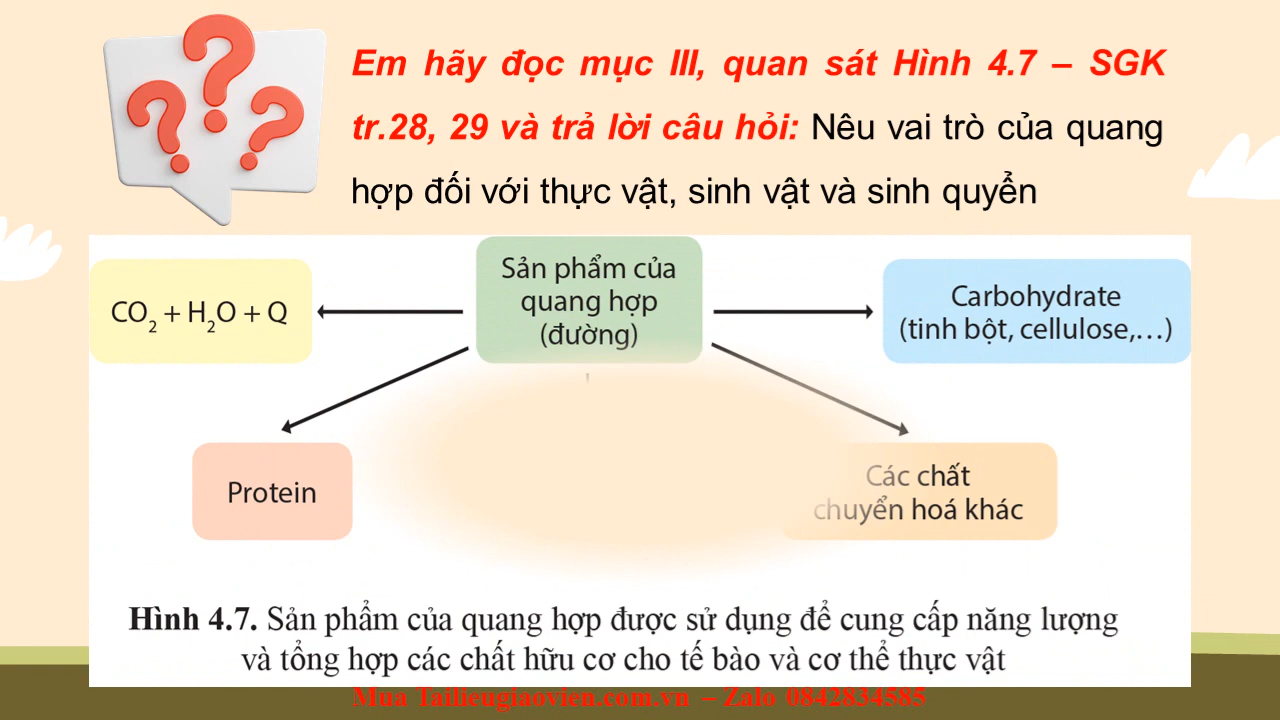 Em hãy đọc mục III, quan sát Hình 4.7 – SGK
tr.28, 29 và trả lời câu hỏi: Nêu vai trò của quang
hợp đối với thực vật, sinh vật và sinh quyển
Sản phẩm của
quang hợp
(đường)
CO₂ + H₂O + Q
Carbohydrate
(tinh bột, cellulose,...)
Protein
Các chất
chuyển hoá khác
Hình 4.7. Sản phẩm của quang hợp được sử dụng để cung cấp năng lượng
và tổng hợp các chất hữu cơ cho tế bào và cơ thể thực vật
Mua Tailieugiaovien.com.vn – Zalo 0842834585